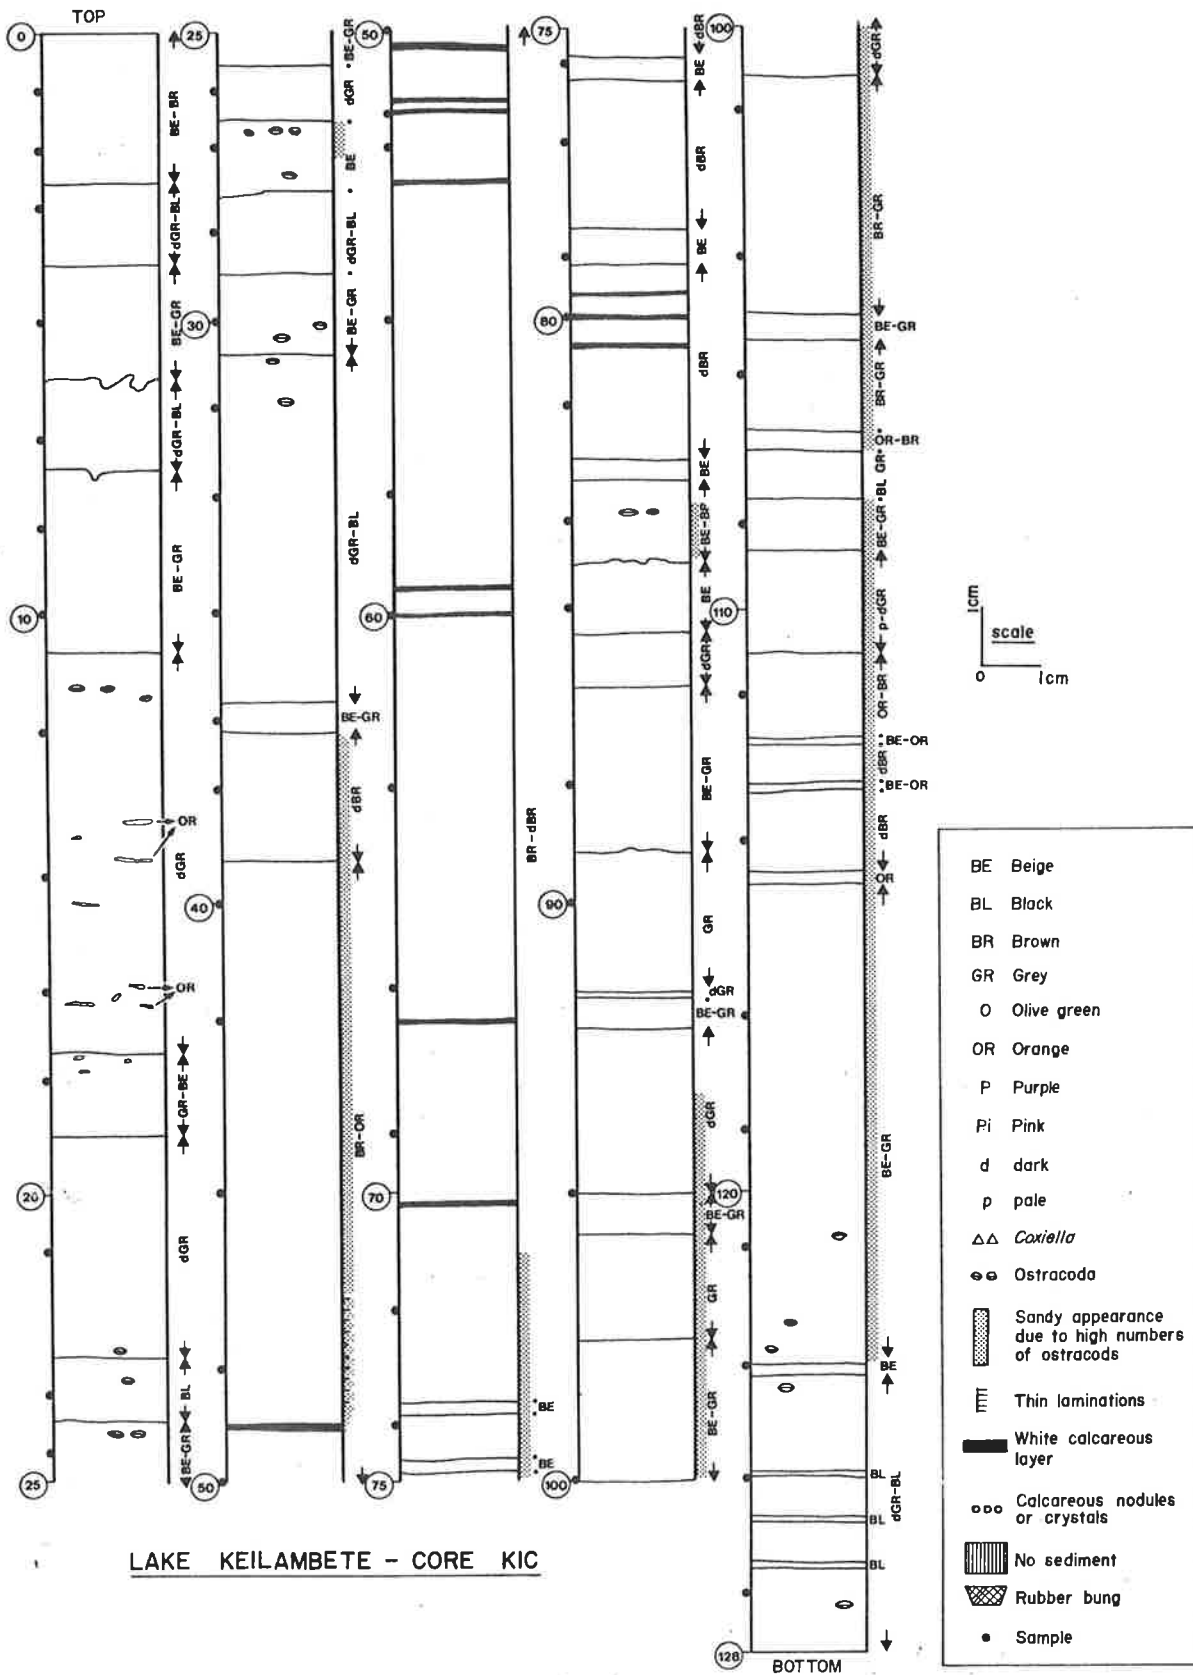 TOP
0
BE-BR
dGR-BL
BE-GR
dGR-BL
BE-GR
10
OR
dGR
OR
GR-BE
20
dGR
BL
BE-GR
25
25
BE-GR
dGR
BE
dGR-BL
BE-GR
30
dGR-BL
BE-GR
dBR
40
BR-OR
50
50
60
BR-dBR
70
BE
BE
75
75
dBR
BE
dBR
BE
80
dBR
BE
BE-BR
BE
dGR
BE-GR
90
GR
dGR
BE-GR
dGR
BE-GR
GR
BE-GR
100
100
dGR
BR-GR
BE-GR
BR-GR
OR-BR
GR
BL
BE-GR
110
p-dGR
OR-BR
BE-OR
dBR
BE-OR
dBR
OR
BE-GR
120
BE
BL
dGR-BL
BL
BL
128
BOTTOM
1cm
scale
0 1cm
BE Beige
BL Black
BR Brown
GR Grey
O Olive green
OR Orange
P Purple
Pi Pink
d dark
p pale
Coxiella
Ostracoda
Sandy appearance
due to high numbers
of ostracods
Thin laminations
White calcareous
layer
Calcareous nodules
or crystals
No sediment
Rubber bung
Sample
LAKE KEILAMBETE - CORE KIC